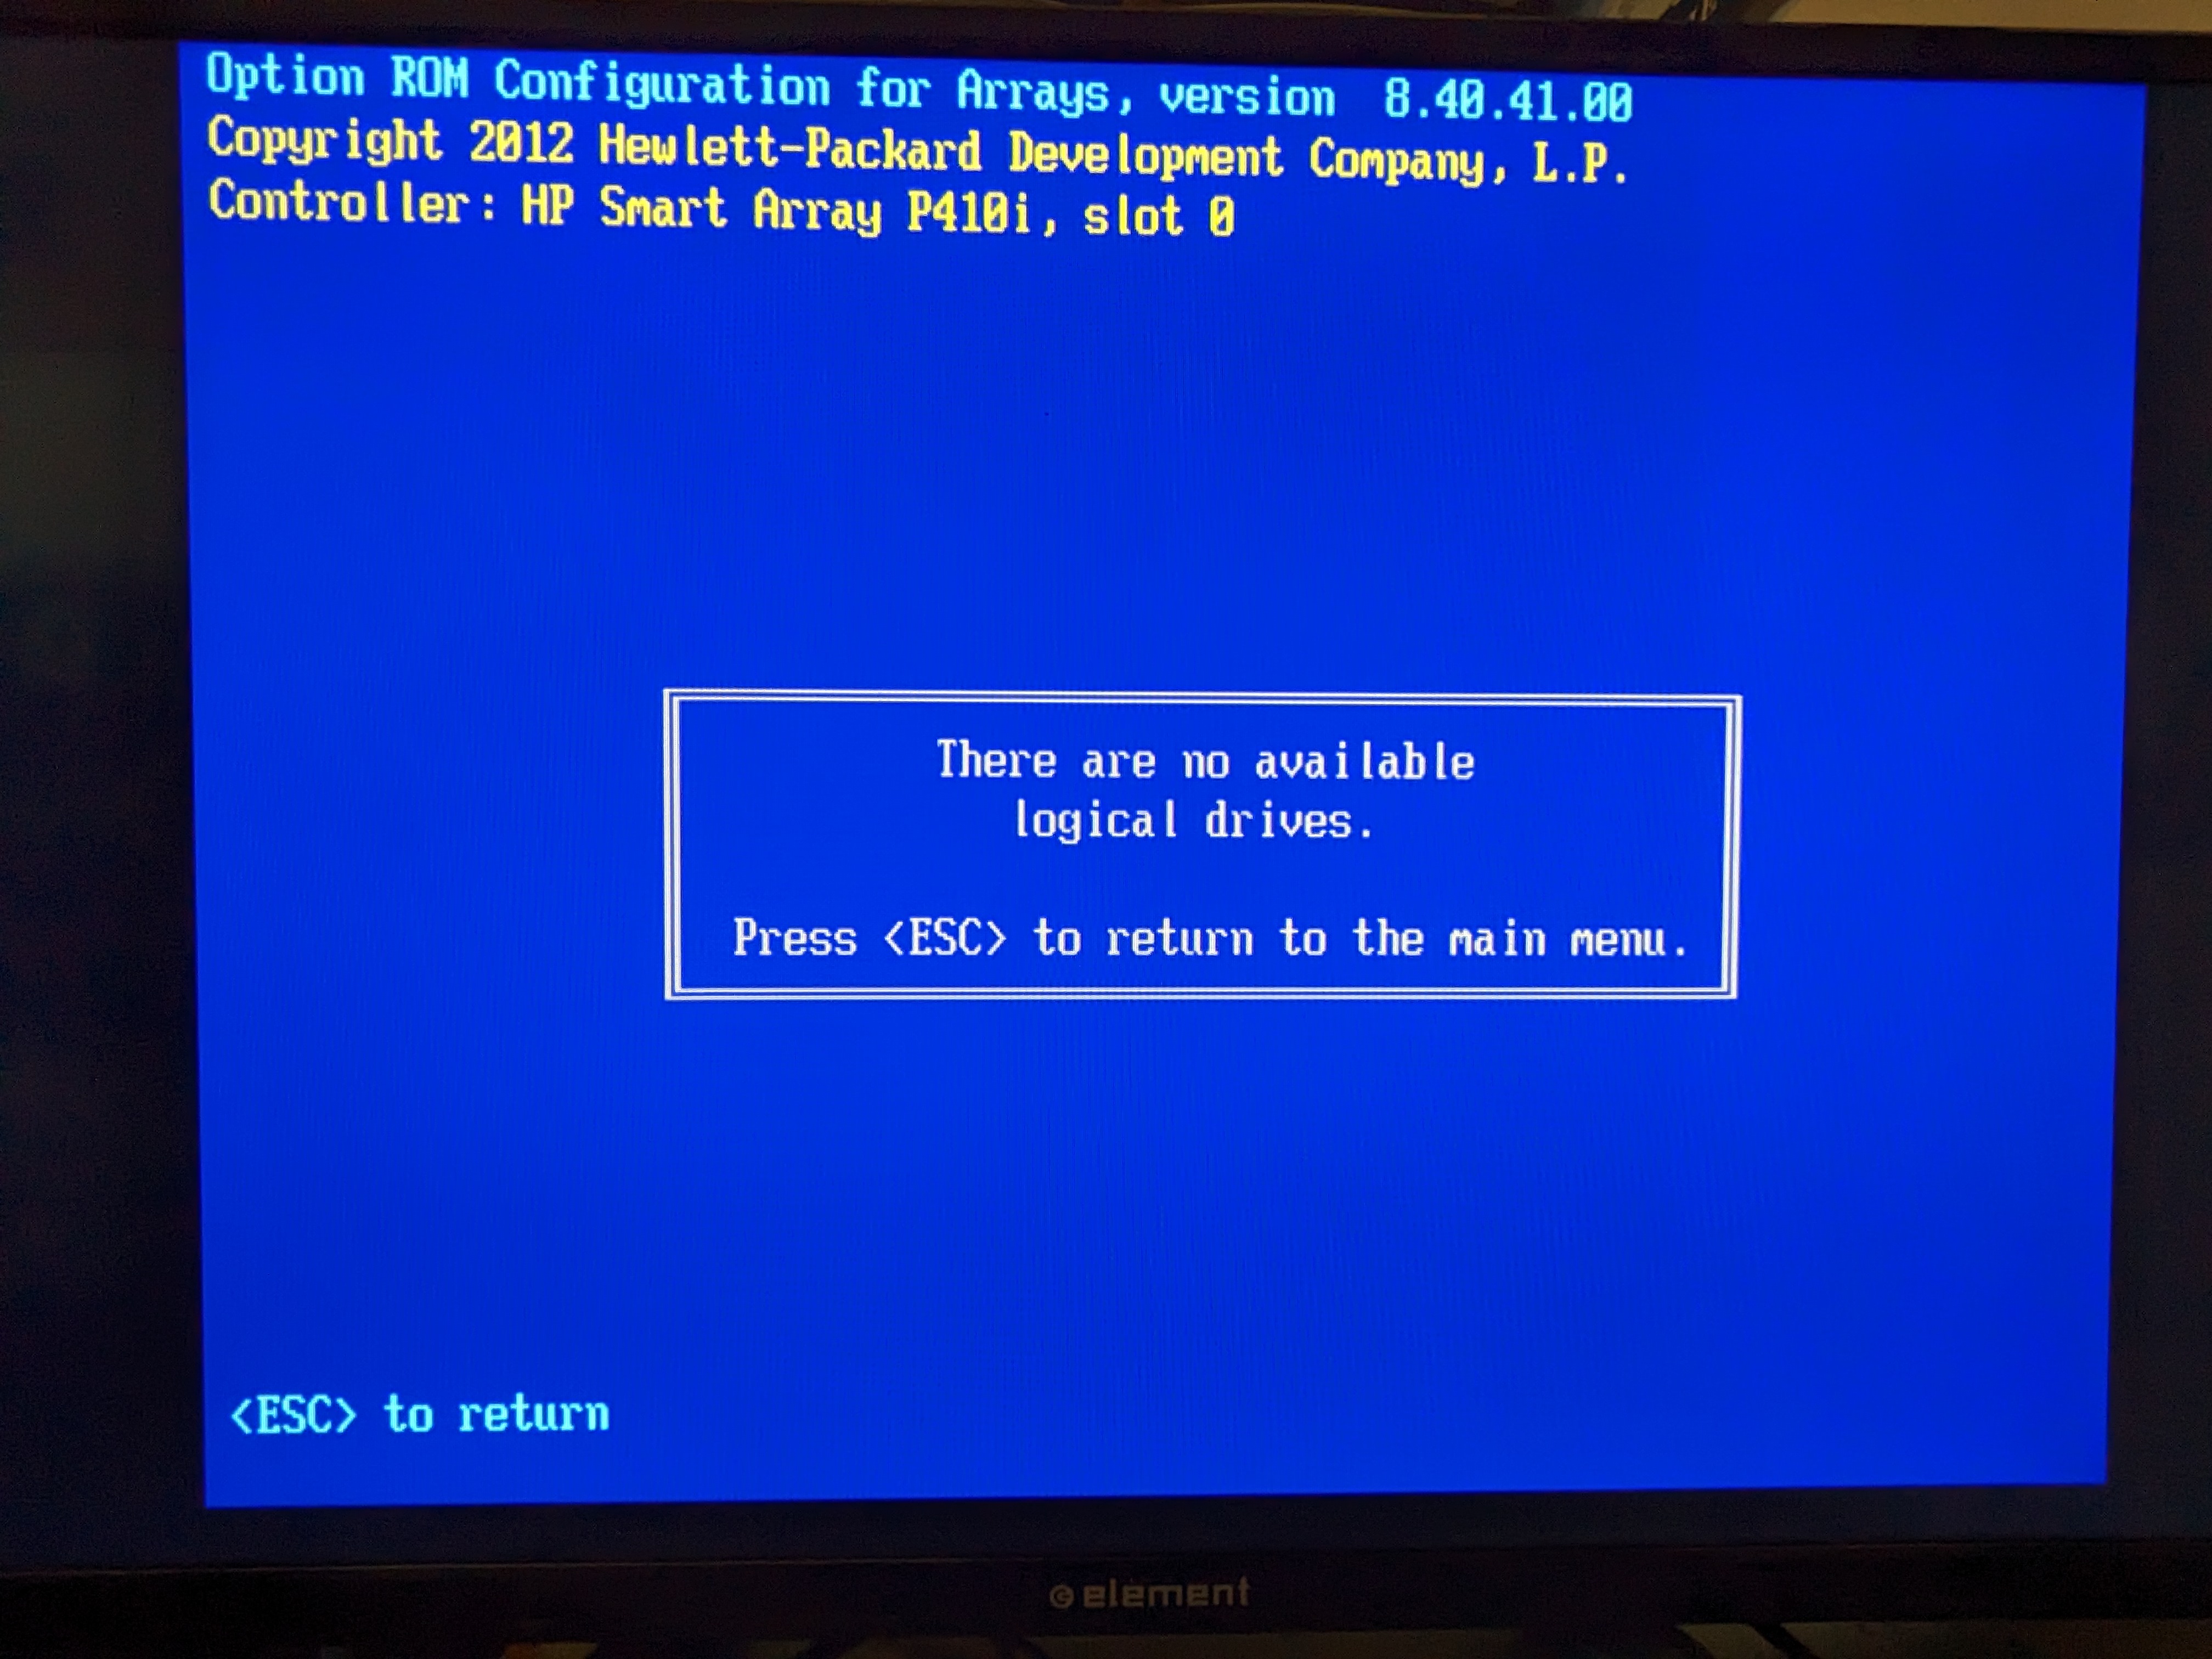 Option ROM Configuration for Arrays, version  8.40.41.00
Copyright 2012 Hewlett-Packard Development Company, L.P.
Controller: HP Smart Array P410i, slot 0
There are no available
logical drives.
Press <ESC> to return to the main menu.
<ESC> to return
element